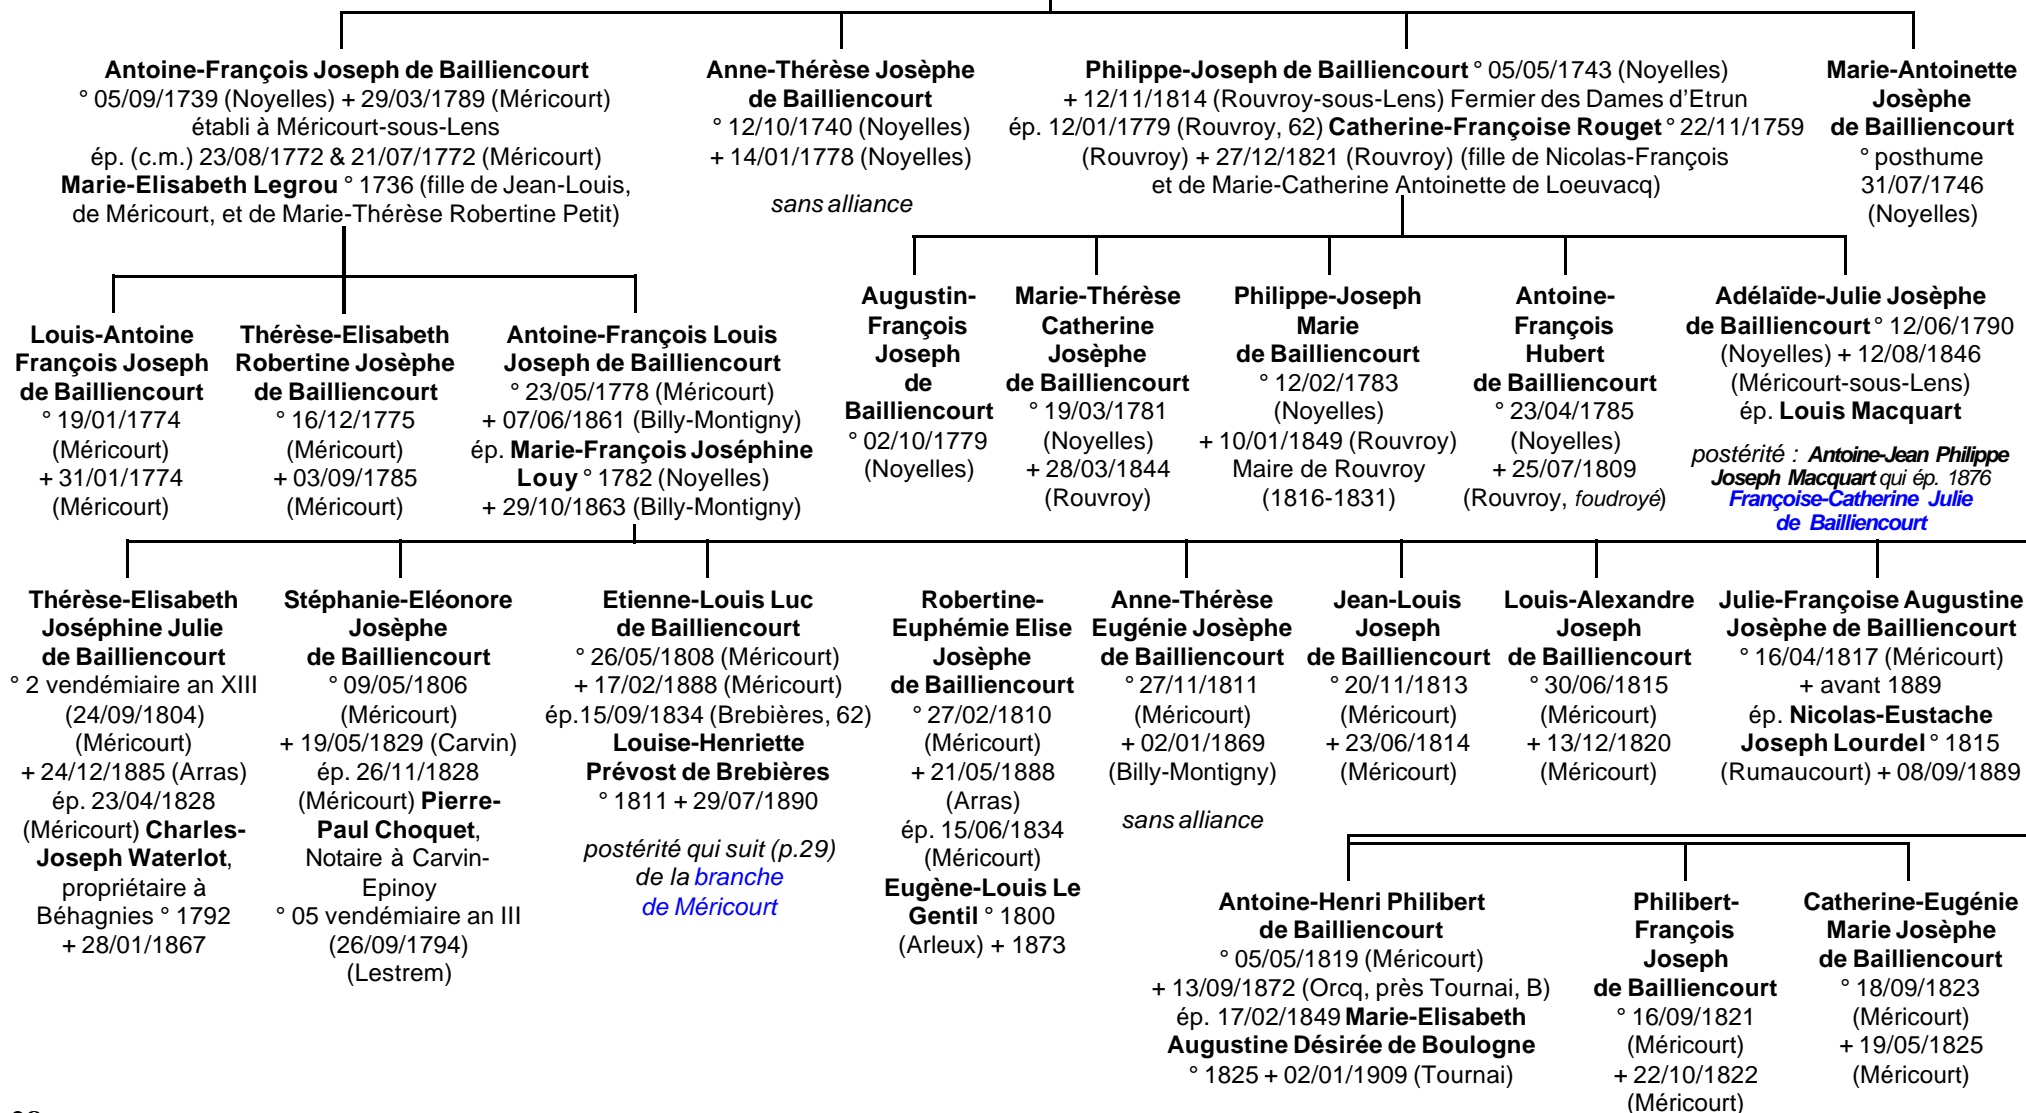 Antoine-François Joseph de Bailliencourt
° 05/09/1739 (Noyelles) + 29/03/1789 (Méricourt)
établi à Méricourt-sous-Lens
ép. (c.m.) 23/08/1772 & 21/07/1772 (Méricourt)
Marie-Elisabeth Legrou ° 1736 (fille de Jean-Louis,
de Méricourt, et de Marie-Thérèse Robertine Petit)
Anne-Thérèse Josèphe
de Bailliencourt
° 12/10/1740 (Noyelles)
+ 14/01/1778 (Noyelles)
sans alliance
Philippe-Joseph de Bailliencourt ° 05/05/1743 (Noyelles)
+ 12/11/1814 (Rouvroy-sous-Lens) Fermier des Dames d'Etrun
ép. 12/01/1779 (Rouvroy, 62) Catherine-Françoise Rouget ° 22/11/1759
(Rouvroy) + 27/12/1821 (Rouvroy) (fille de Nicolas-François
et de Marie-Catherine Antoinette de Loeuvacq)
Marie-Antoinette
Josèphe
de Bailliencourt
° posthume
31/07/1746
(Noyelles)
Louis-Antoine
François Joseph
de Bailliencourt
° 19/01/1774
(Méricourt)
+ 31/01/1774
(Méricourt)
Thérèse-Elisabeth
Robertine Josèphe
de Bailliencourt
° 16/12/1775
(Méricourt)
+ 03/09/1785
(Méricourt)
Antoine-François Louis
Joseph de Bailliencourt
° 23/05/1778 (Méricourt)
+ 07/06/1861 (Billy-Montigny)
ép. Marie-François Joséphine
Louy ° 1782 (Noyelles)
+ 29/10/1863 (Billy-Montigny)
Augustin-
François
Joseph
de
Bailliencourt
° 02/10/1779
(Noyelles)
Marie-Thérèse
Catherine
Josèphe
de Bailliencourt
° 19/03/1781
(Noyelles)
+ 28/03/1844
(Rouvroy)
Philippe-Joseph
Marie
de Bailliencourt
° 12/02/1783
(Noyelles)
+ 10/01/1849 (Rouvroy)
Maire de Rouvroy
(1816-1831)
Antoine-
François
Hubert
de Bailliencourt
° 23/04/1785
(Noyelles)
+ 25/07/1809
(Rouvroy, foudroyé)
Adélaïde-Julie Josèphe
de Bailliencourt ° 12/06/1790
(Noyelles) + 12/08/1846
(Méricourt-sous-Lens)
ép. Louis Macquart
postérité : Antoine-Jean Philippe
Joseph Macquart qui ép. 1876
Françoise-Catherine Julie
de Bailliencourt
Thérèse-Elisabeth
Joséphine Julie
de Bailliencourt
° 2 vendémiaire an XIII
(24/09/1804)
(Méricourt)
+ 24/12/1885 (Arras)
ép. 23/04/1828
(Méricourt) Charles-
Joseph Waterlot,
propriétaire à
Béhagnies ° 1792
+ 28/01/1867
Stéphanie-Eléonore
Josèphe
de Bailliencourt
° 09/05/1806
(Méricourt)
+ 19/05/1829 (Carvin)
ép. 26/11/1828
(Méricourt) Pierre-
Paul Choquet,
Notaire à Carvin-
Epinoy
° 05 vendémiaire an III
(26/09/1794)
(Lestrem)
Etienne-Louis Luc
de Bailliencourt
° 26/05/1808 (Méricourt)
+ 17/02/1888 (Méricourt)
ép.15/09/1834 (Brebières, 62)
Louise-Henriette
Prévost de Brebières
° 1811 + 29/07/1890
postérité qui suit (p.29)
de la branche
de Méricourt
Robertine-
Euphémie Elise
Josèphe
de Bailliencourt
° 27/02/1810
(Méricourt)
+ 21/05/1888
(Arras)
ép. 15/06/1834
(Méricourt)
Eugène-Louis Le
Gentil ° 1800
(Arleux) + 1873
Anne-Thérèse
Eugénie Josèphe
de Bailliencourt
° 27/11/1811
(Méricourt)
+ 02/01/1869
(Billy-Montigny)
sans alliance
Jean-Louis
Joseph
de Bailliencourt
° 20/11/1813
(Méricourt)
+ 23/06/1814
(Méricourt)
Louis-Alexandre
Joseph
de Bailliencourt
° 30/06/1815
(Méricourt)
+ 13/12/1820
(Méricourt)
Julie-Françoise Augustine
Josèphe de Bailliencourt
° 16/04/1817 (Méricourt)
+ avant 1889
ép. Nicolas-Eustache
Joseph Lourdel ° 1815
(Rumaucourt) + 08/09/1889
Antoine-Henri Philibert
de Bailliencourt
° 05/05/1819 (Méricourt)
+ 13/09/1872 (Orcq, près Tournai, B)
ép. 17/02/1849 Marie-Elisabeth
Augustine Désirée de Boulogne
° 1825 + 02/01/1909 (Tournai)
Philibert-
François
Joseph
de Bailliencourt
° 16/09/1821
(Méricourt)
+ 22/10/1822
(Méricourt)
Catherine-Eugénie
Marie Josèphe
de Bailliencourt
° 18/09/1823
(Méricourt)
+ 19/05/1825
(Méricourt)